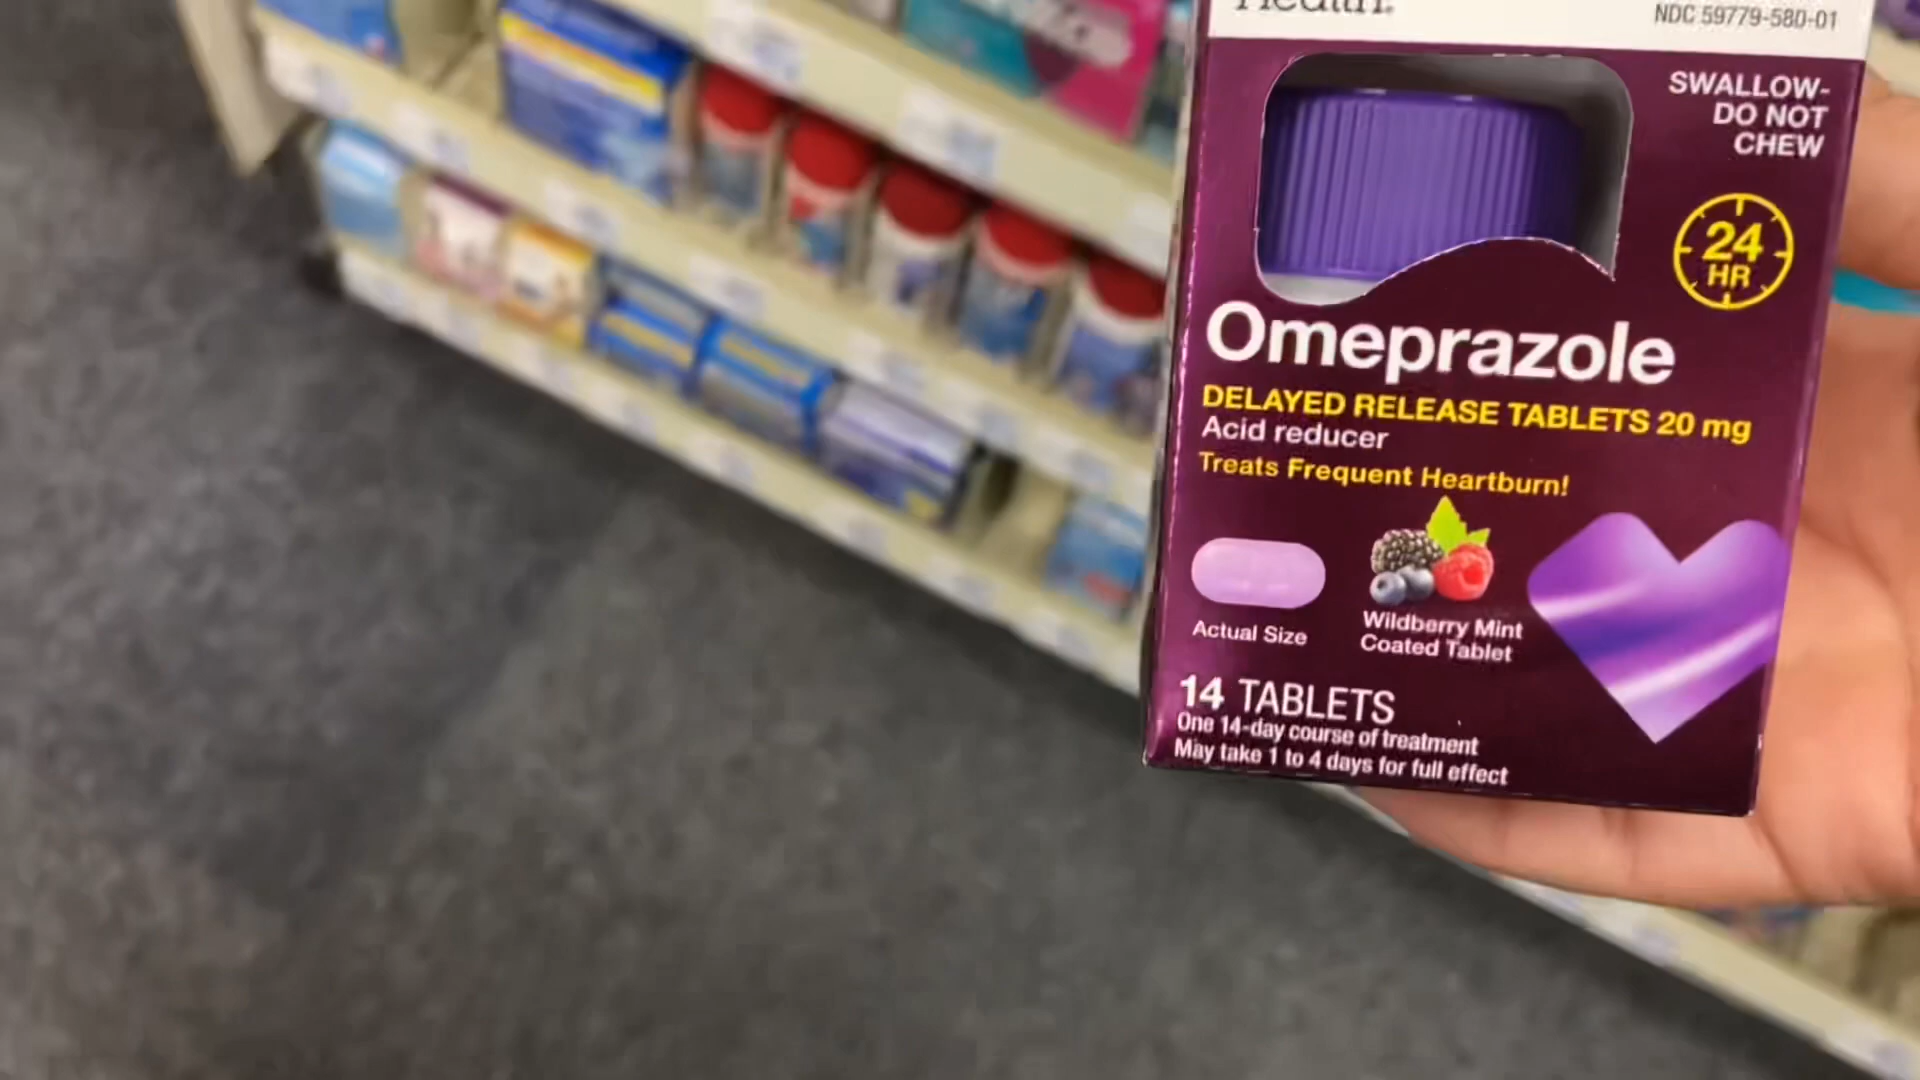 Health
NDC 59779-580-01
SWALLOW-
DO NOT
CHEW
24
HR
Omeprazole
DELAYED RELEASE TABLETS 20 mg
Acid reducer
Treats Frequent Heartburn!
Actual Size
Wildberry Mint
Coated Tablet
14 TABLETS
One 14-day course of treatment
May take 1 to 4 days for full effect